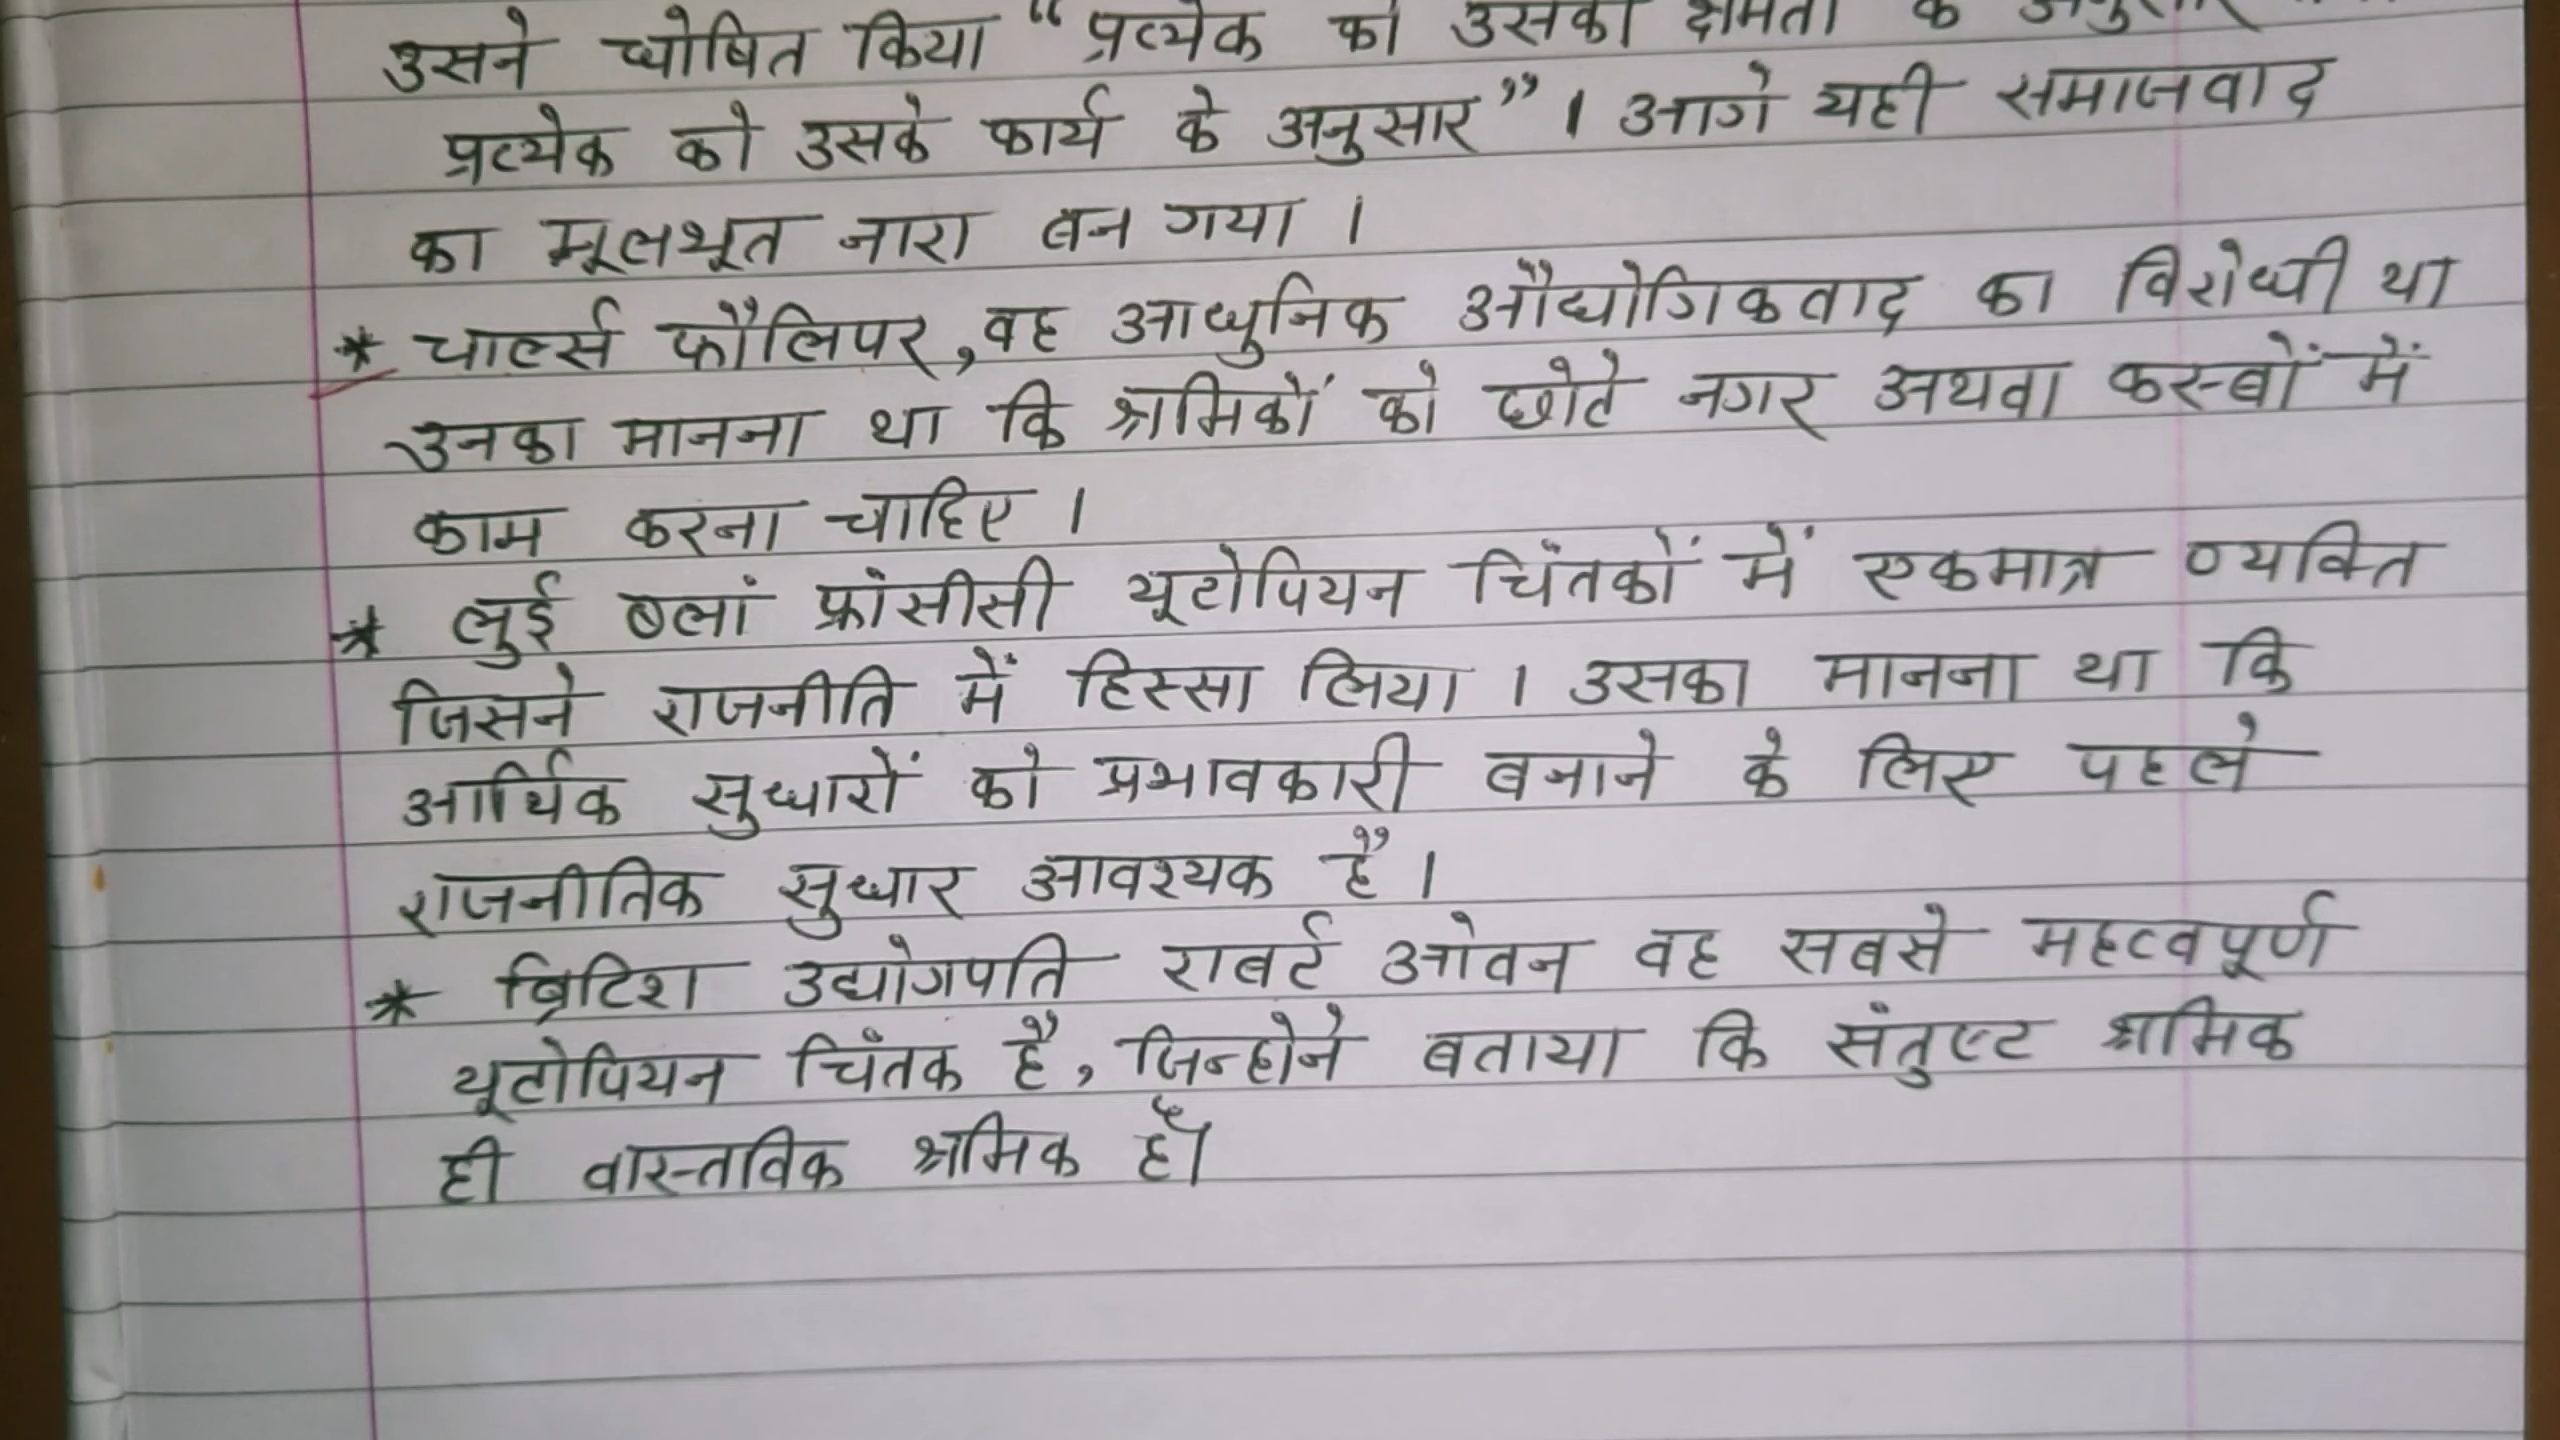 उसने घोषित किया “प्रत्येक को उसकी क्षमता के अनुसार
प्रत्येक को उसके कार्य के अनुसार”। आगे यही समाजवाद
का मूलभूत नारा बन गया।
* चार्ल्स फौलिपर, वह आधुनिक औद्योगिकवाद का विरोधी था
उनका मानना था कि श्रमिकों को छोटे नगर अथवा कस्बों में
काम करना चाहिए।
* लुई ब्लां फ्रांसीसी यूटोपियन चिंतकों में एकमात्र व्यक्ति
जिसने राजनीति में हिस्सा लिया। उसका मानना था कि
आर्थिक सुधारों को प्रभावकारी बनाने के लिए पहले
राजनीतिक सुधार आवश्यक है।
* ब्रिटिश उद्योगपति राबर्ट ओवन वह सबसे महत्वपूर्ण
यूटोपियन चिंतक है, जिन्होने बताया कि संतुष्ट श्रमिक
ही वास्तविक श्रमिक है।